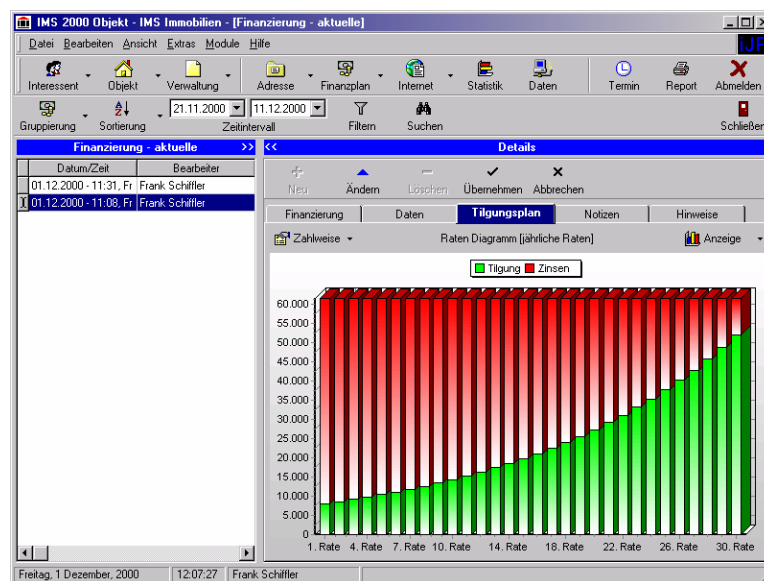 IMS 2000 Objekt - IMS Immobilien - [Finanzierung - aktuelle]
Datei Bearbeiten Ansicht Extras Module Hilfe
Interessent Objekt Verwaltung Adresse Finanzplan Internet Statistik Daten Termin Report Abmelden
21.11.2000 11.12.2000
Gruppierung Sortierung Zeitintervall Filtern Suchen Schließen
Finanzierung - aktuelle >> << Details
Datum/Zeit Bearbeiter
01.12.2000 - 11:31, Fr Frank Schiffler
01.12.2000 - 11:08, Fr Frank Schiffler
Neu Ändern Löschen Übernehmen Abbrechen
Finanzierung Daten Tilgungsplan Notizen Hinweise
Zahlweise Raten Diagramm [jährliche Raten] Anzeige
Tilgung Zinsen
60.000
55.000
50.000
45.000
40.000
35.000
30.000
25.000
20.000
15.000
10.000
5.000
0
1. Rate 4. Rate 7. Rate 10. Rate 14. Rate 18. Rate 22. Rate 26. Rate 30. Rate
Freitag, 1 Dezember, 2000 12:07:27 Frank Schiffler